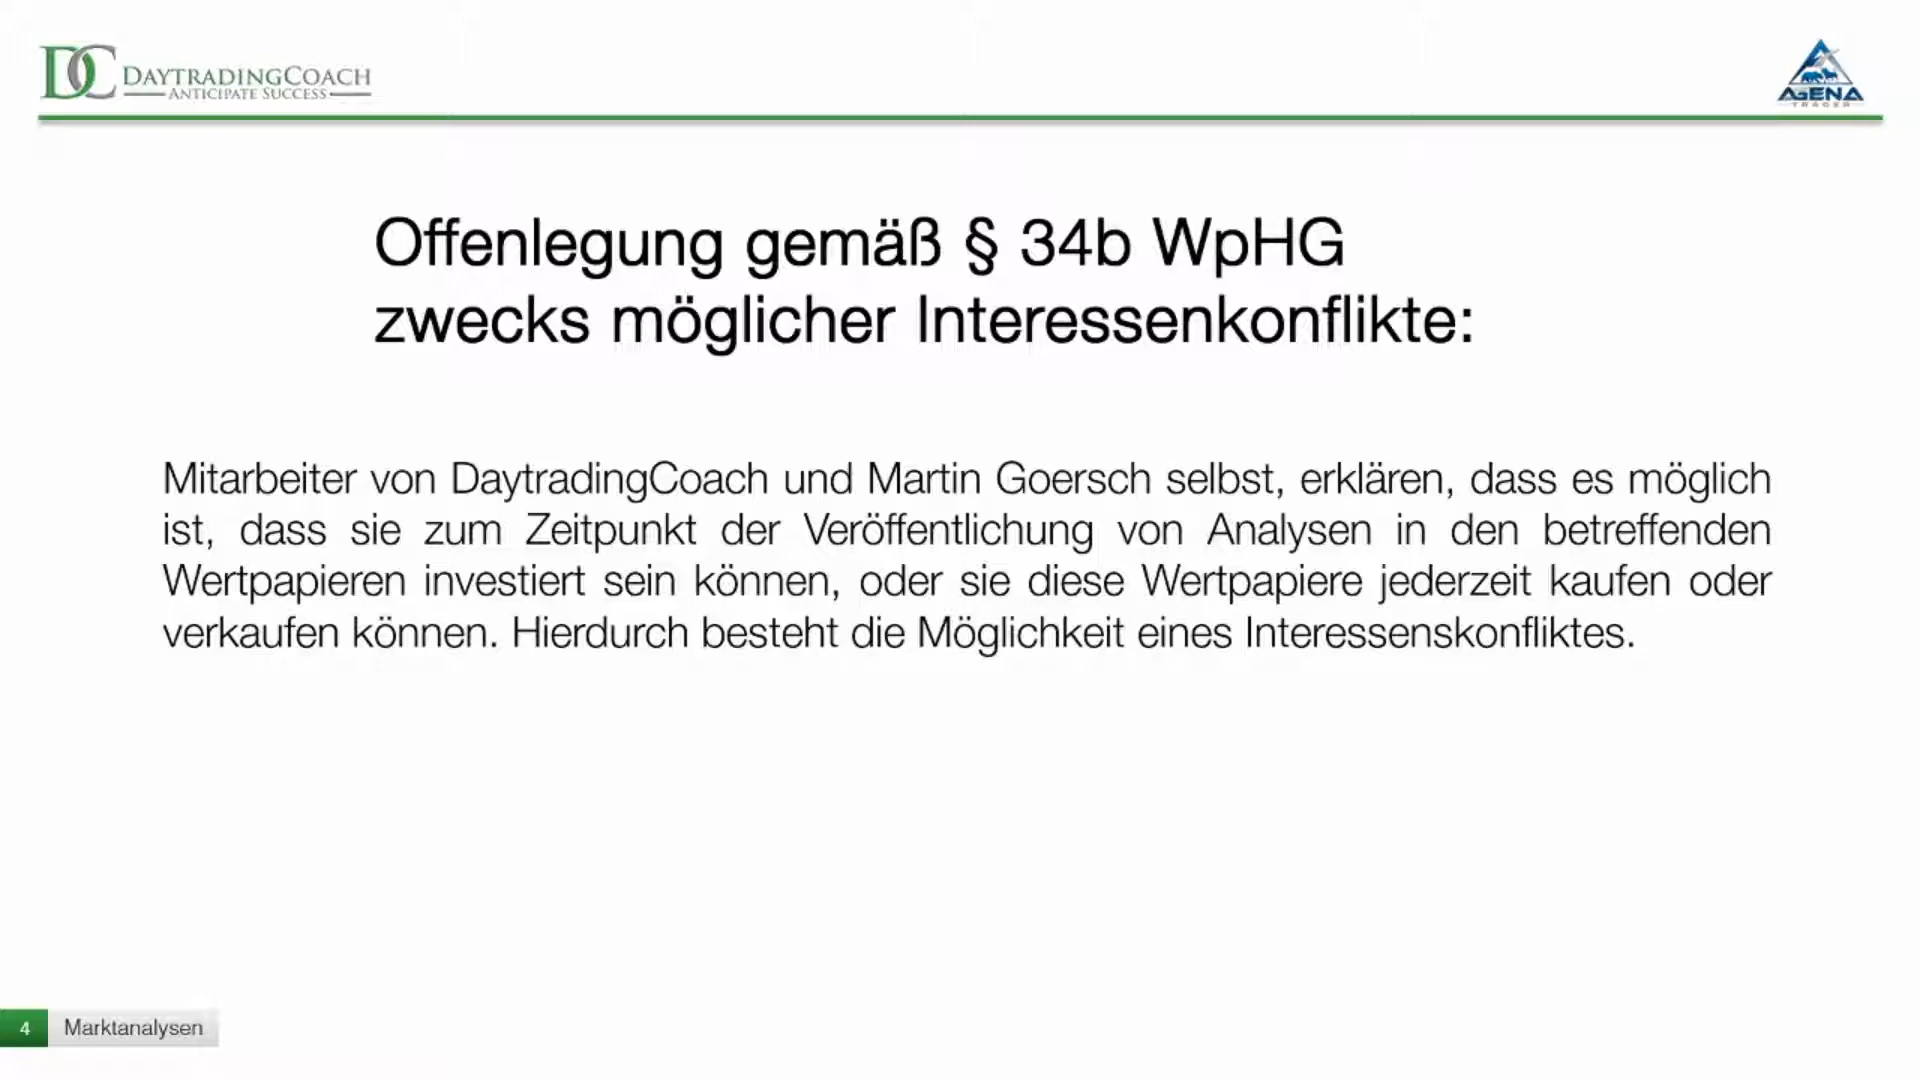 DC DAYTRADINGCOACH
ANTICIPATE SUCCESS
AGENA
TRADER
Offenlegung gemäß § 34b WpHG
zwecks möglicher Interessenkonflikte:
Mitarbeiter von DaytradingCoach und Martin Goersch selbst, erklären, dass es möglich
ist, dass sie zum Zeitpunkt der Veröffentlichung von Analysen in den betreffenden
Wertpapieren investiert sein können, oder sie diese Wertpapiere jederzeit kaufen oder
verkaufen können. Hierdurch besteht die Möglichkeit eines Interessenskonfliktes.
4 Marktanalysen